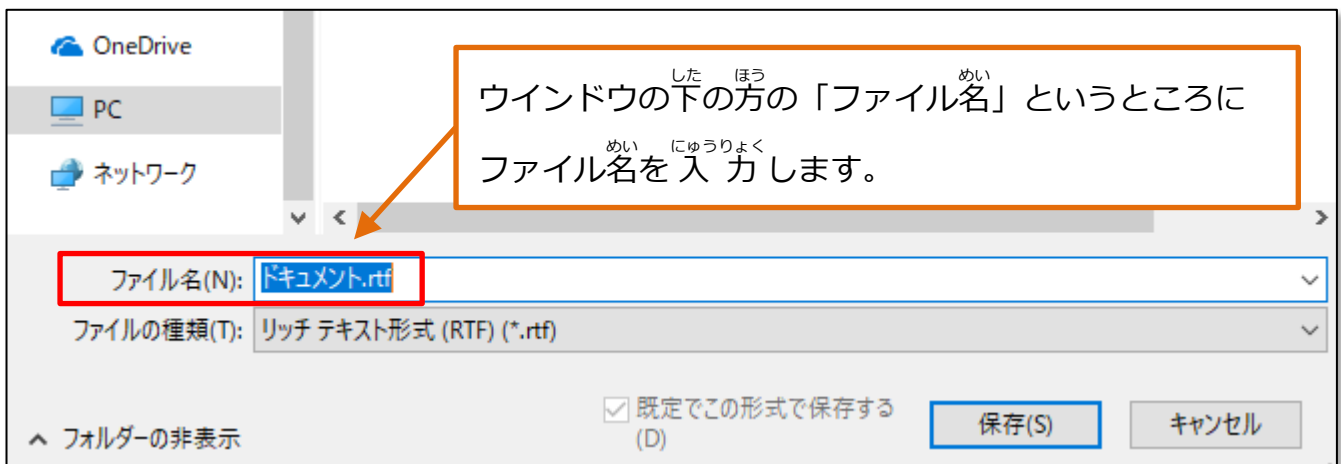 OneDrive
PC
ネットワーク
した ほう めい
ウインドウの下の方の「ファイル名」というところに
めい にゅうりょく
ファイル名を入力します。
ファイル名(N): ドキュメント.rtf
ファイルの種類(T): リッチ テキスト形式 (RTF) (*.rtf)
既定でこの形式で保存する
(D)
保存(S) キャンセル
フォルダーの非表示